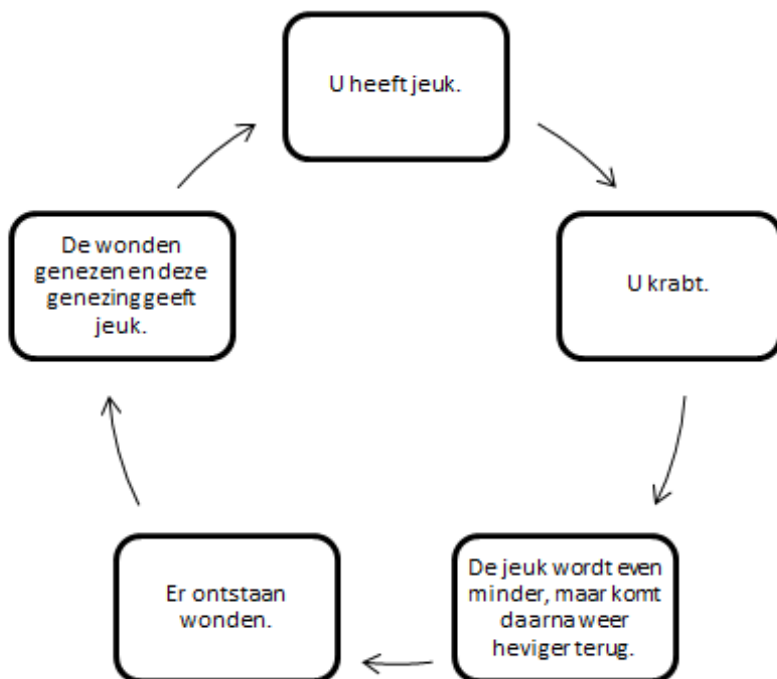 U heeft jeuk.
U krabt.
De jeuk wordt even
minder, maar komt
daarna weer
heviger terug.
Er ontstaan
wonden.
De wonden
genezen en deze
genezing geeft
jeuk.